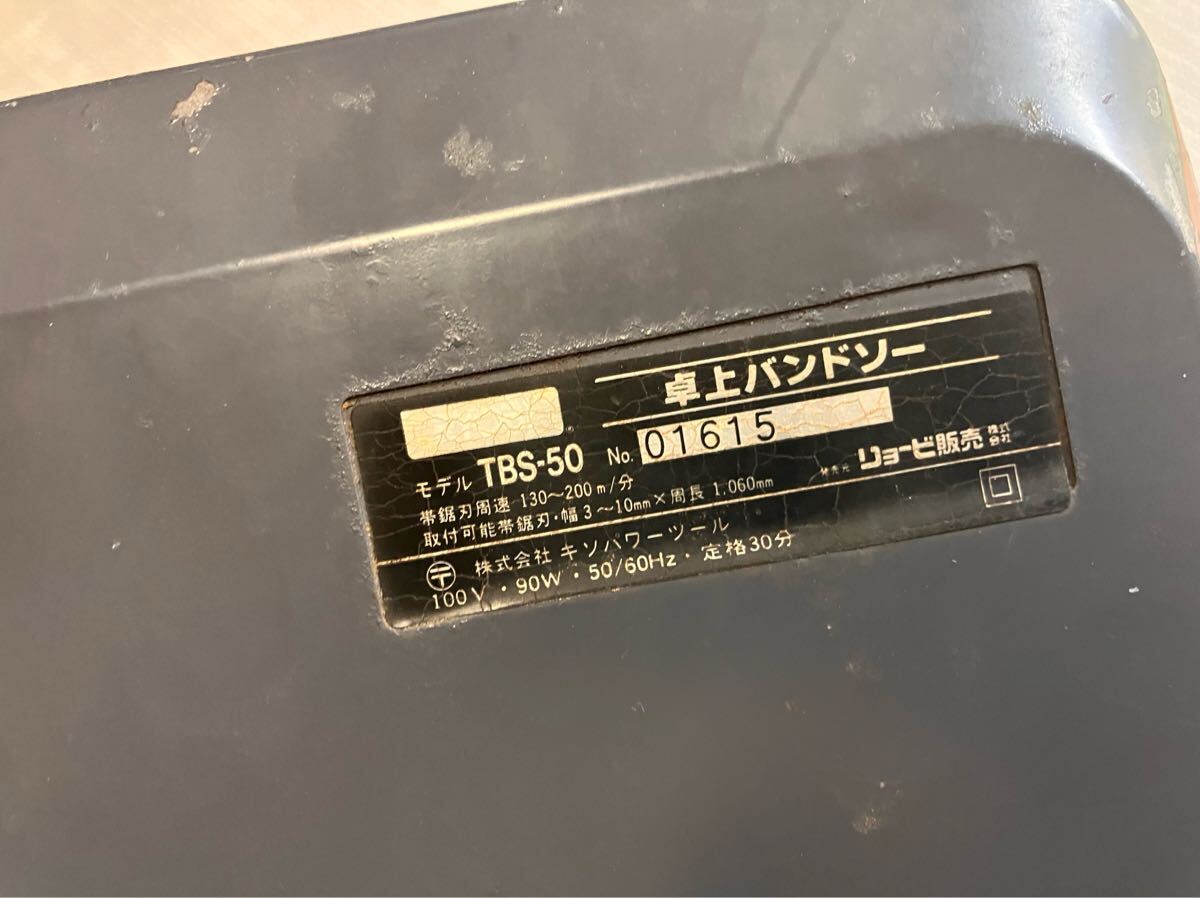 卓上バンドソー
モデル TBS-50 No. 01615
帯鋸刃周速 130～200m/分
取付可能帯鋸刃・幅 3～10mm×周長 1.060mm
発売元 リョービ販売 株式会社
〒 株式会社 キソパワーツール
100V・90W・50/60Hz・定格30分